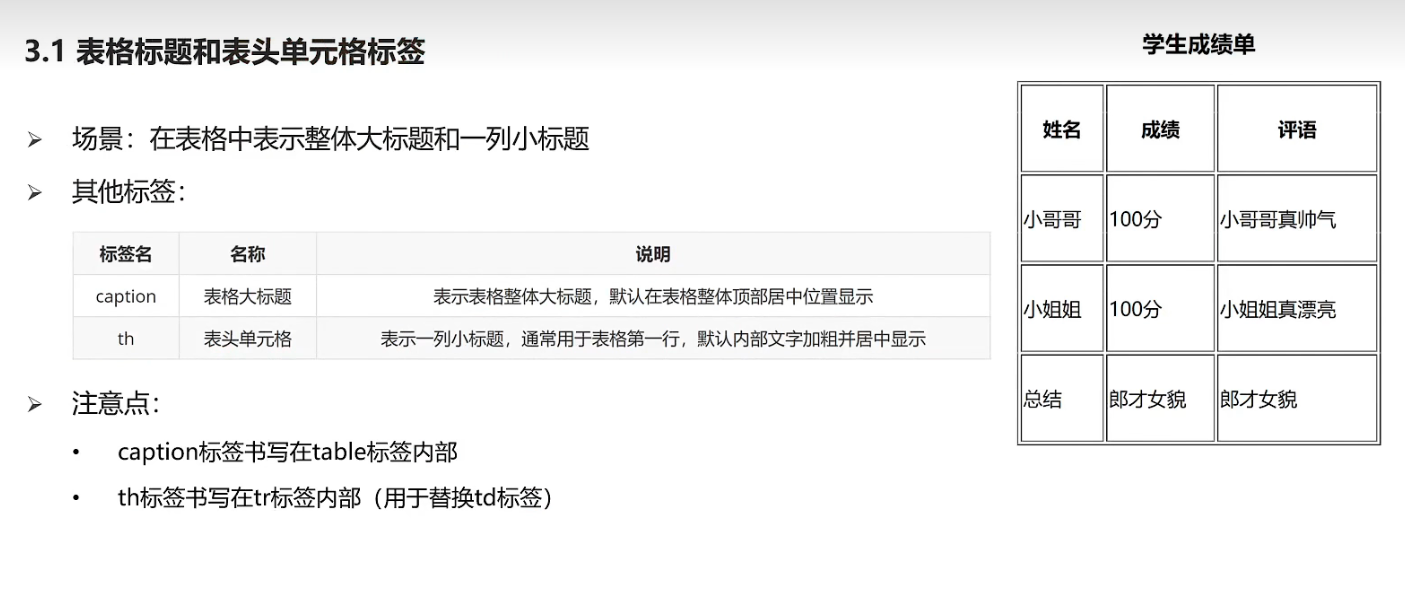 3.1 表格标题和表头单元格标签
场景：在表格中表示整体大标题和一列小标题
其他标签：
标签名 名称 说明
caption 表格大标题 表示表格整体大标题，默认在表格整体顶部居中位置显示
th 表头单元格 表示一列小标题，通常用于表格第一行，默认内部文字加粗并居中显示
注意点：
• caption标签书写在table标签内部
• th标签书写在tr标签内部（用于替换td标签）
学生成绩单
姓名 成绩 评语
小哥哥 100分 小哥哥真帅气
小姐姐 100分 小姐姐真漂亮
总结 郎才女貌 郎才女貌